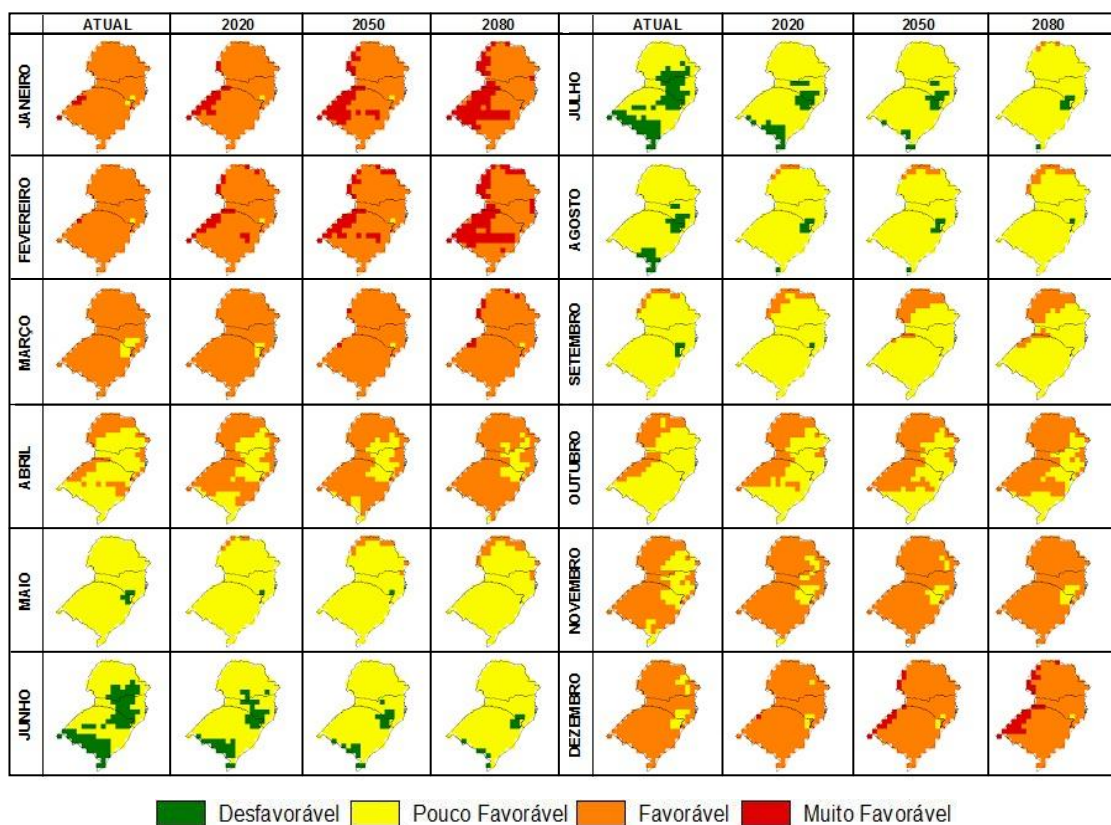 ATUAL 2020 2050 2080 ATUAL 2020 2050 2080
JANEIRO JULHO
FEVEREIRO AGOSTO
MARÇO SETEMBRO
ABRIL OUTUBRO
MAIO NOVEMBRO
JUNHO DEZEMBRO
Desfavorável Pouco Favorável Favorável Muito Favorável